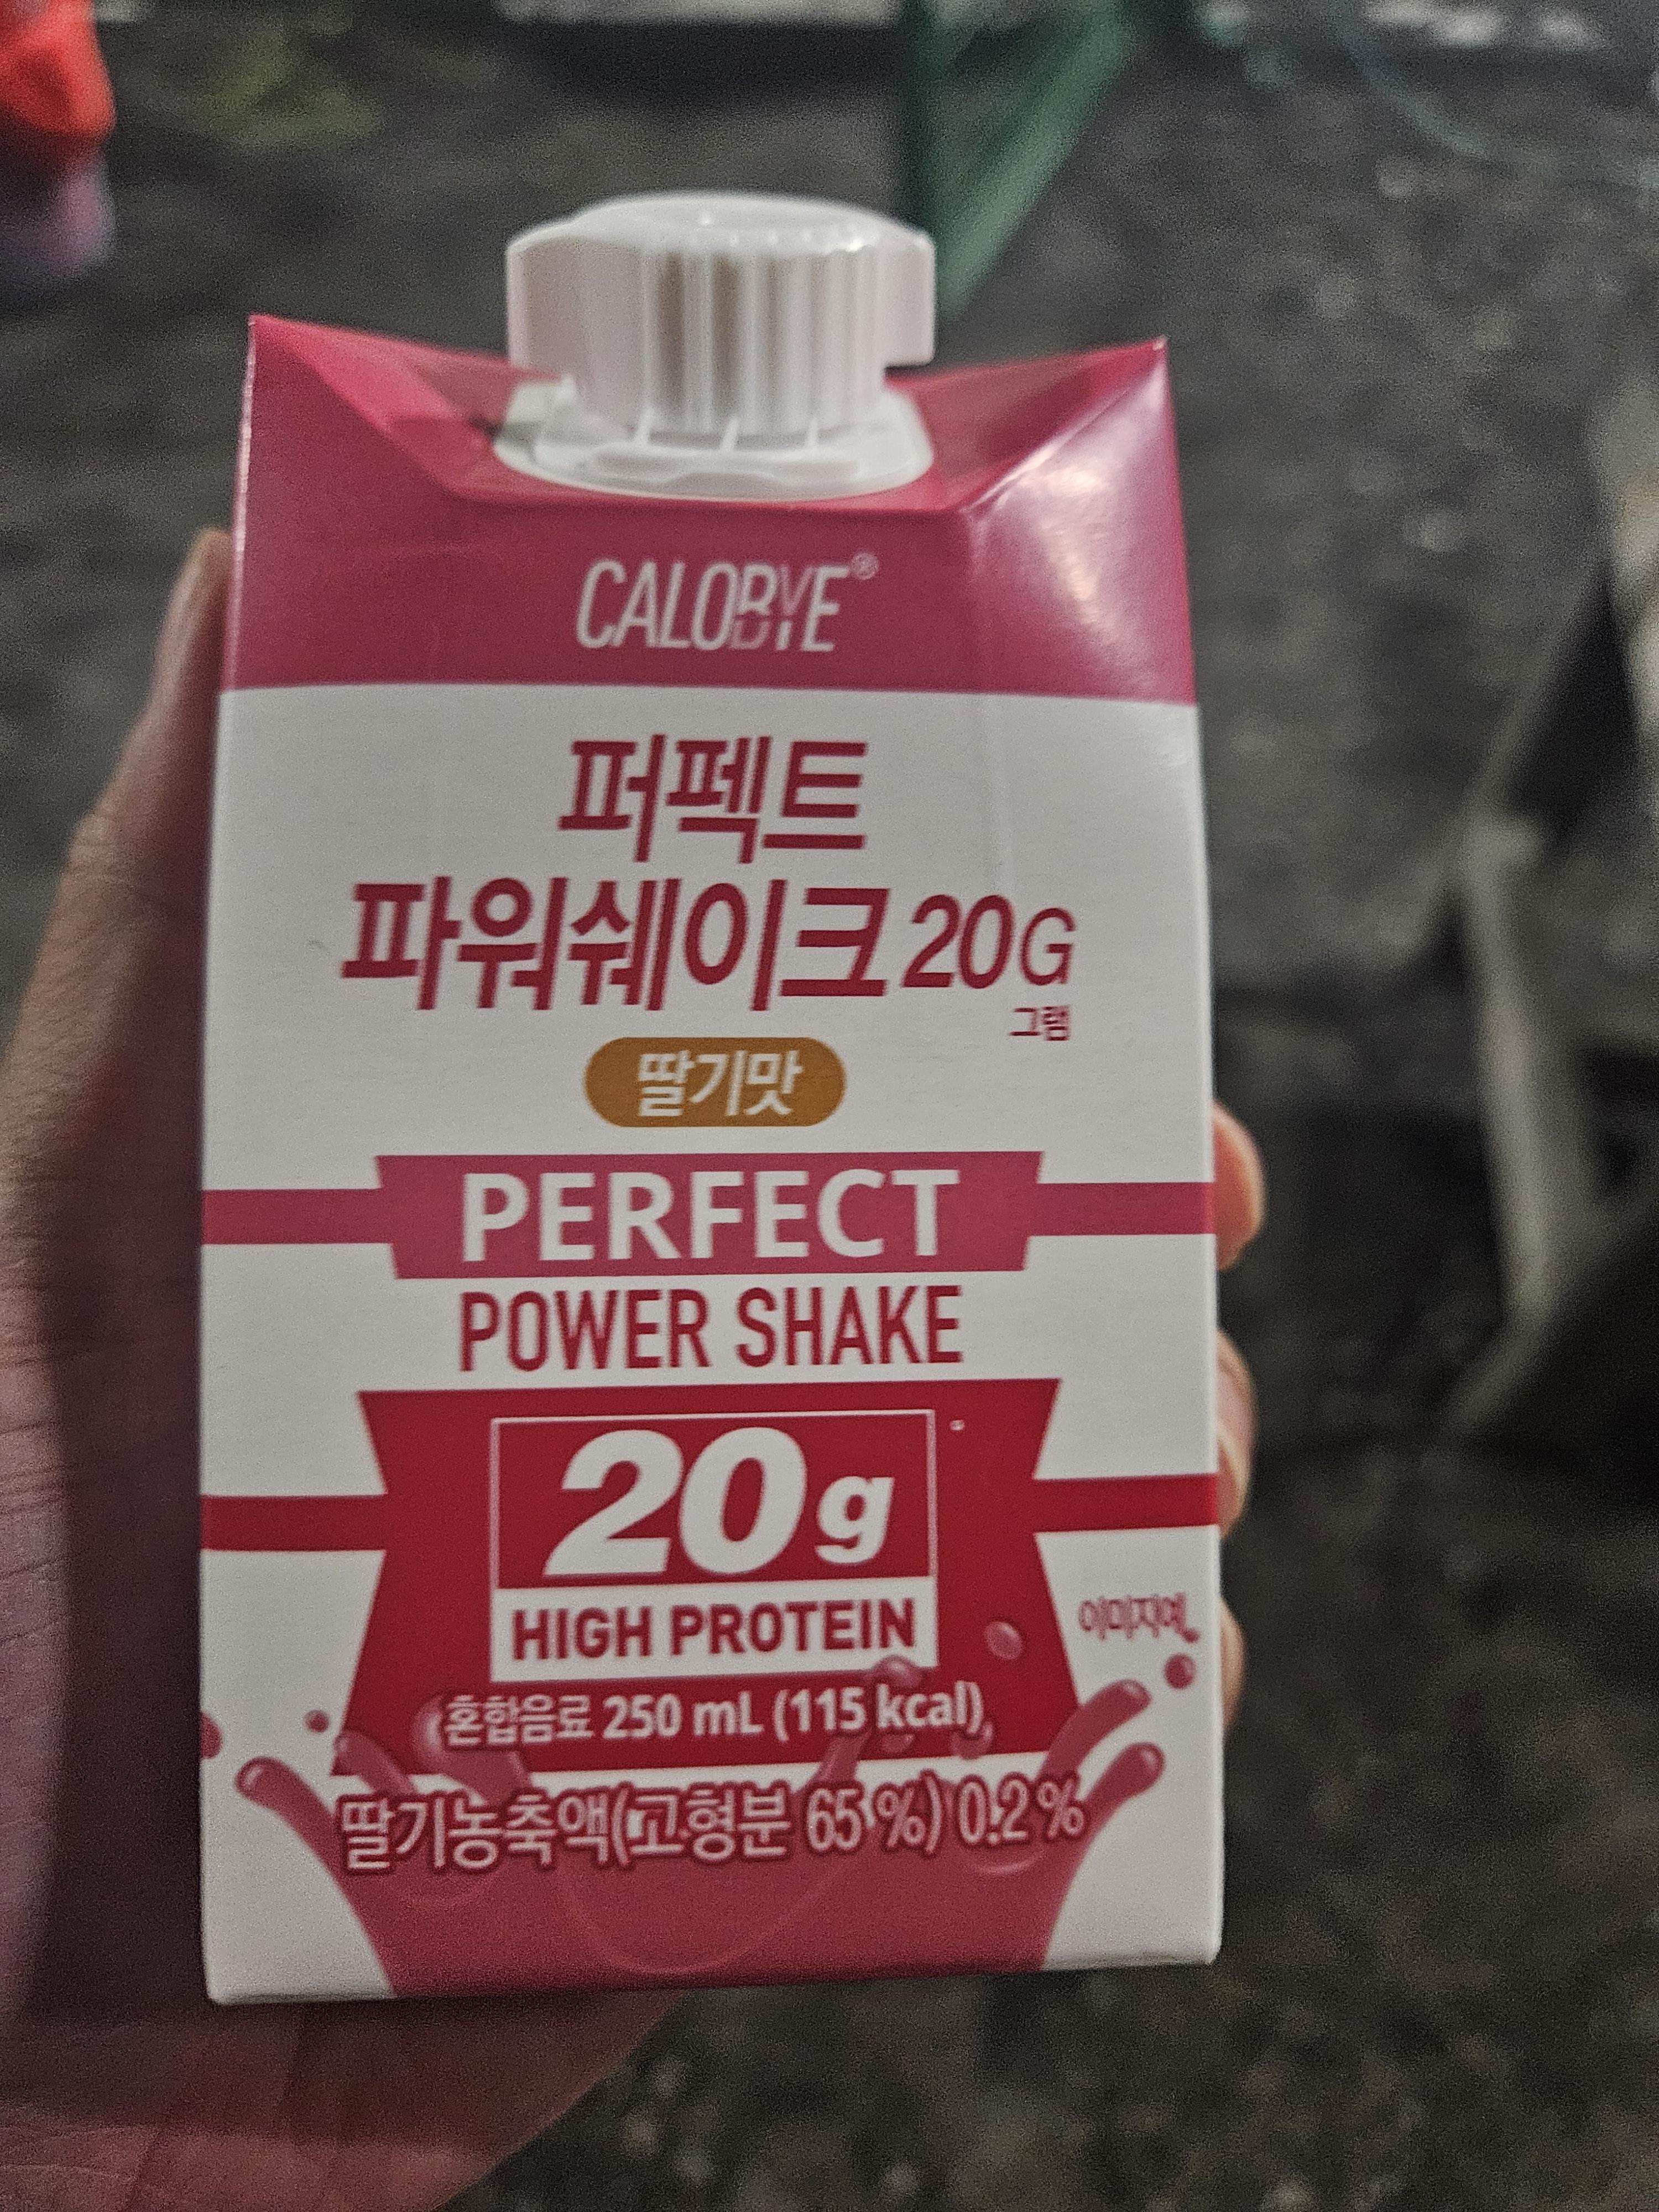 CALOBYE®
퍼펙트
파워쉐이크 20G
그램
딸기맛
PERFECT
POWER SHAKE
20g
HIGH PROTEIN
이미지예
혼합음료 250 mL (115 kcal)
딸기농축액(고형분 65 %) 0.2 %